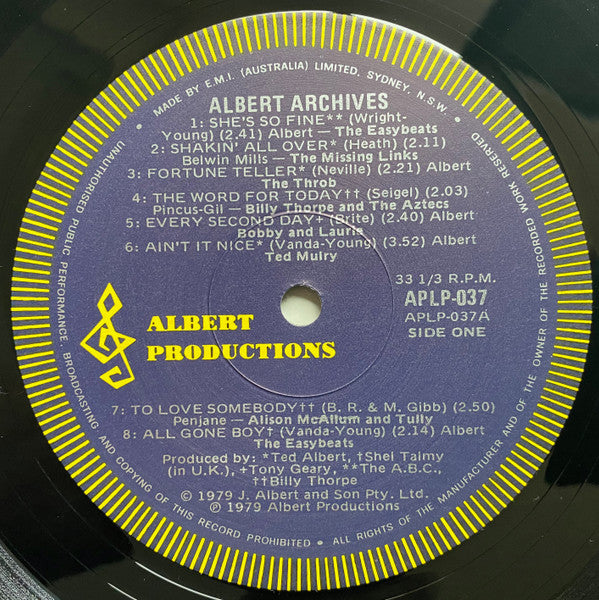 MADE BY E.M.I. (AUSTRALIA) LIMITED, SYDNEY, N.S.W. •
UNAUTHORISED PUBLIC PERFORMANCE, BROADCASTING AND COPYING OF THIS RECORD PROHIBITED • ALL RIGHTS OF THE MANUFACTURER AND OF THE OWNER OF THE RECORDED WORK RESERVED •
ALBERT ARCHIVES
1: SHE'S SO FINE** (Wright-
Young) (2.41) Albert — The Easybeats
2: SHAKIN' ALL OVER* (Heath) (2.11)
Belwin Mills — The Missing Links
3: FORTUNE TELLER* (Neville) (2.21) Albert
The Throb
4: THE WORD FOR TODAY†† (Seigel) (2.03)
Pincus-Gil — Billy Thorpe and The Aztecs
5: EVERY SECOND DAY+ (Brite) (2.40) Albert
Bobby and Laurie
6: AIN'T IT NICE* (Vanda-Young) (3.52) Albert
Ted Mulry
33 1/3 R.P.M.
APLP-037
APLP-037A
SIDE ONE
ALBERT
PRODUCTIONS
7: TO LOVE SOMEBODY†† (B. R. & M. Gibb) (2.50)
Penjane — Alison McAllum and Tully
8: ALL GONE BOY† (Vanda-Young) (2.14) Albert
The Easybeats
Produced by: *Ted Albert, †Shel Talmy
(in U.K.), +Tony Geary, **The A.B.C.,
††Billy Thorpe
© 1979 J. Albert and Son Pty. Ltd.
℗ 1979 Albert Productions